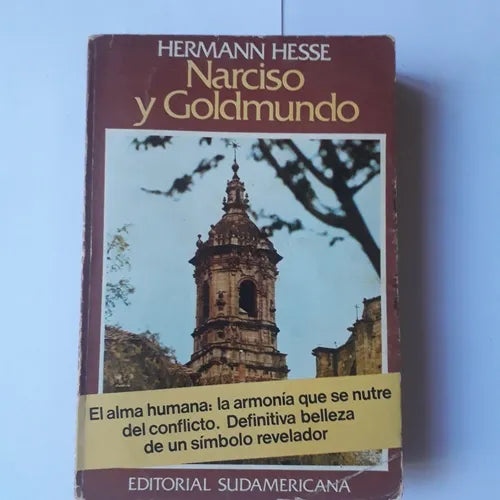 HERMANN HESSE
Narciso
y Goldmundo
El alma humana: la armonía que se nutre
del conflicto. Definitiva belleza
de un símbolo revelador
EDITORIAL SUDAMERICANA